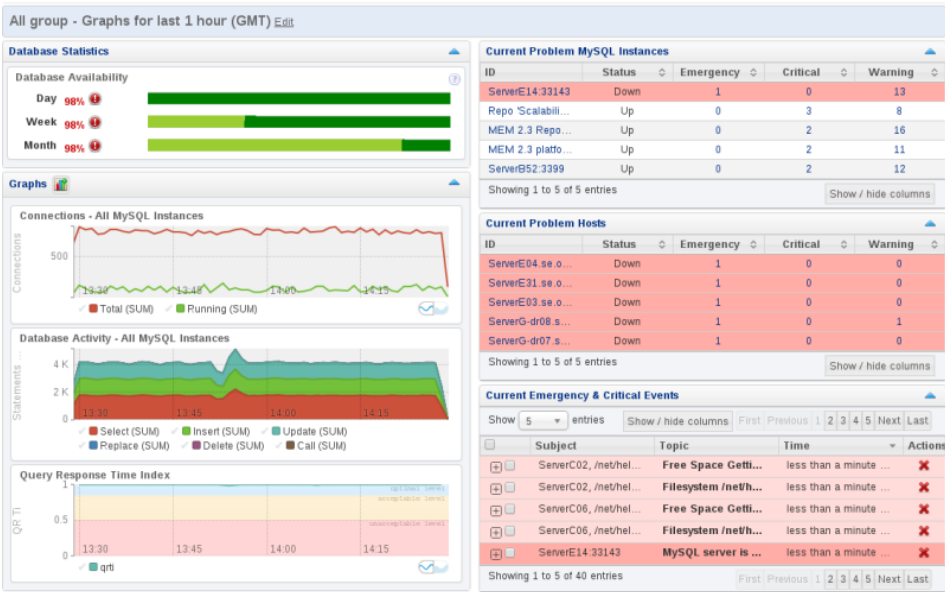 All group - Graphs for last 1 hour (GMT) Edit
Database Statistics
Database Availability
Day 98%
Week 98%
Month 98%
Graphs
Connections - All MySQL Instances
Connections
500
13:30 13:45 14:00 14:15
Total (SUM) Running (SUM)
Database Activity - All MySQL Instances
Statements ...
4 K
2 K
0
13:30 13:45 14:00 14:15
Select (SUM) Insert (SUM) Update (SUM)
Replace (SUM) Delete (SUM) Call (SUM)
Query Response Time Index
QR Ti
1
0.5
0
optimal level
acceptable level
unacceptable level
13:30 13:45 14:00 14:15
qrti
Current Problem MySQL Instances
ID Status Emergency Critical Warning
ServerE14:33143 Down 1 0 13
Repo 'Scalabili... Up 0 3 8
MEM 2.3 Repo... Up 0 2 16
MEM 2.3 platfo... Up 0 2 11
ServerB52:3399 Up 0 2 12
Showing 1 to 5 of 5 entries
Show / hide columns
Current Problem Hosts
ID Status Emergency Critical Warning
ServerE04.se.o... Down 1 0 0
ServerE31.se.o... Down 1 0 0
ServerE03.se.o... Down 1 0 0
ServerG-dr08.s... Down 1 0 1
ServerG-dr07.s... Down 1 0 0
Showing 1 to 5 of 5 entries
Show / hide columns
Current Emergency & Critical Events
Show 5 entries Show / hide columns First Previous 1 2 3 4 5 Next Last
Subject Topic Time Actions
ServerC02, /net/hel... Free Space Getti... less than a minute ...
ServerC02, /net/hel... Filesystem /net/h... less than a minute ...
ServerC06, /net/hel... Free Space Getti... less than a minute ...
ServerC06, /net/hel... Filesystem /net/h... less than a minute ...
ServerE14:33143 MySQL server is ... less than a minute ...
Showing 1 to 5 of 40 entries
First Previous 1 2 3 4 5 Next Last